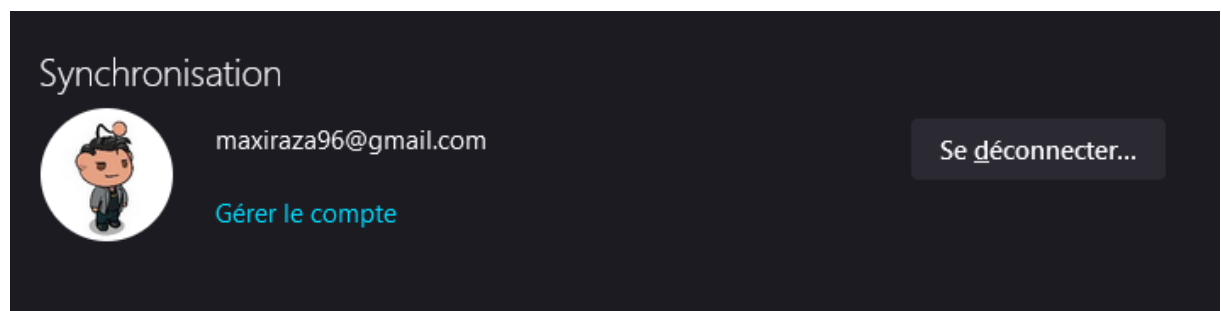 Synchronisation
maxiraza96@gmail.com
Se déconnecter...
Gérer le compte